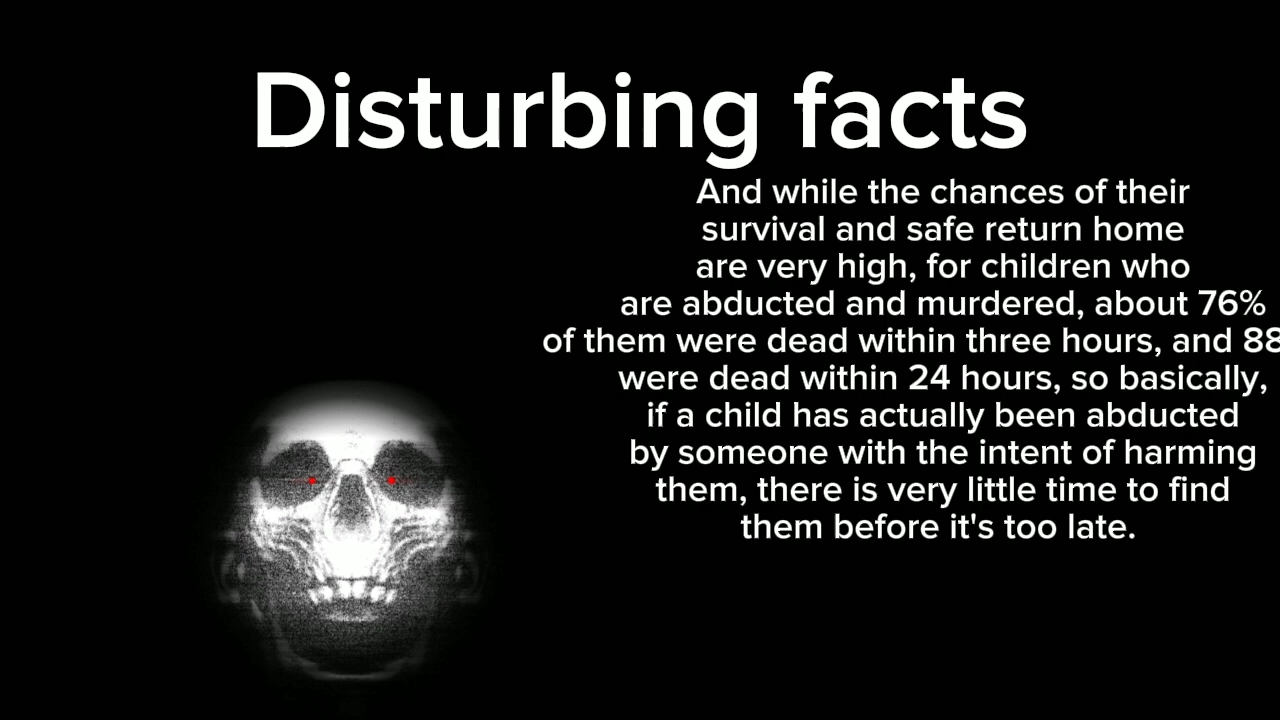 Disturbing facts
And while the chances of their
survival and safe return home
are very high, for children who
are abducted and murdered, about 76%
of them were dead within three hours, and 88
were dead within 24 hours, so basically,
if a child has actually been abducted
by someone with the intent of harming
them, there is very little time to find
them before it's too late.